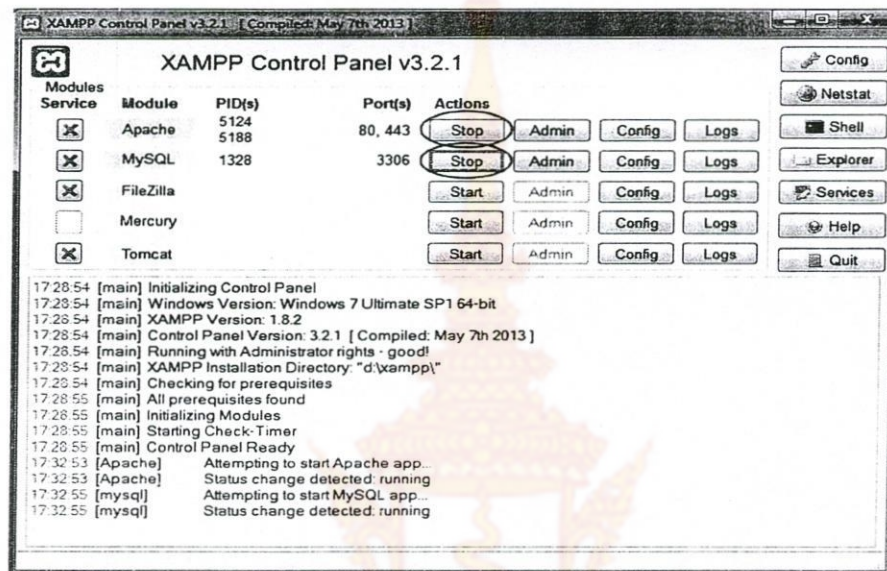 XAMPP Control Panel v3.2.1 [ Compiled: May 7th 2013 ]
XAMPP Control Panel v3.2.1
Config
Modules
Service Module PID(s) Port(s) Actions
Netstat
Apache 5124 5188 80, 443 Stop Admin Config Logs
Shell
MySQL 1328 3306 Stop Admin Config Logs
Explorer
FileZilla Start Admin Config Logs
Services
Mercury Start Admin Config Logs
Help
Tomcat Start Admin Config Logs
Quit
17:28:54 [main] Initializing Control Panel
17:28:54 [main] Windows Version: Windows 7 Ultimate SP1 64-bit
17:28:54 [main] XAMPP Version: 1.8.2
17:28:54 [main] Control Panel Version: 3.2.1 [ Compiled: May 7th 2013 ]
17:28:54 [main] Running with Administrator rights - good!
17:28:54 [main] XAMPP Installation Directory: "d:\xampp\"
17:28:54 [main] Checking for prerequisites
17:28:55 [main] All prerequisites found
17:28:55 [main] Initializing Modules
17:28:55 [main] Starting Check-Timer
17:28:55 [main] Control Panel Ready
17:32:53 [Apache] Attempting to start Apache app...
17:32:53 [Apache] Status change detected: running
17:32:55 [mysql] Attempting to start MySQL app...
17:32:55 [mysql] Status change detected: running